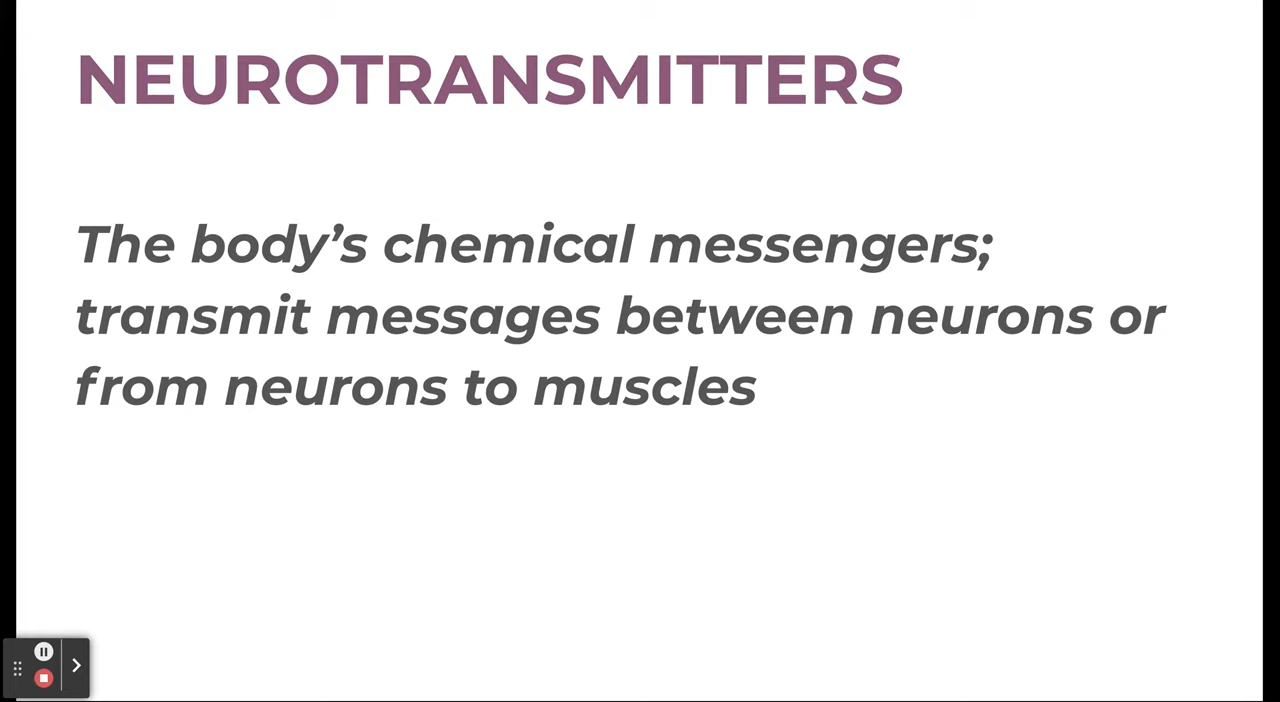 NEUROTRANSMITTERS
The body’s chemical messengers;
transmit messages between neurons or
from neurons to muscles